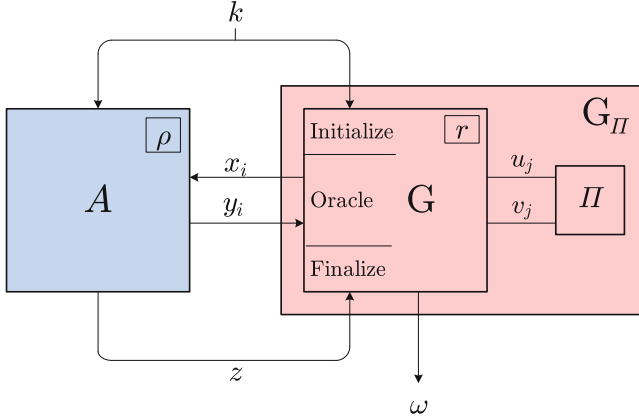 k
G_Π
ρ
Initialize
r
x_i
u_j
A
Oracle
G
Π
y_i
v_j
Finalize
z
ω